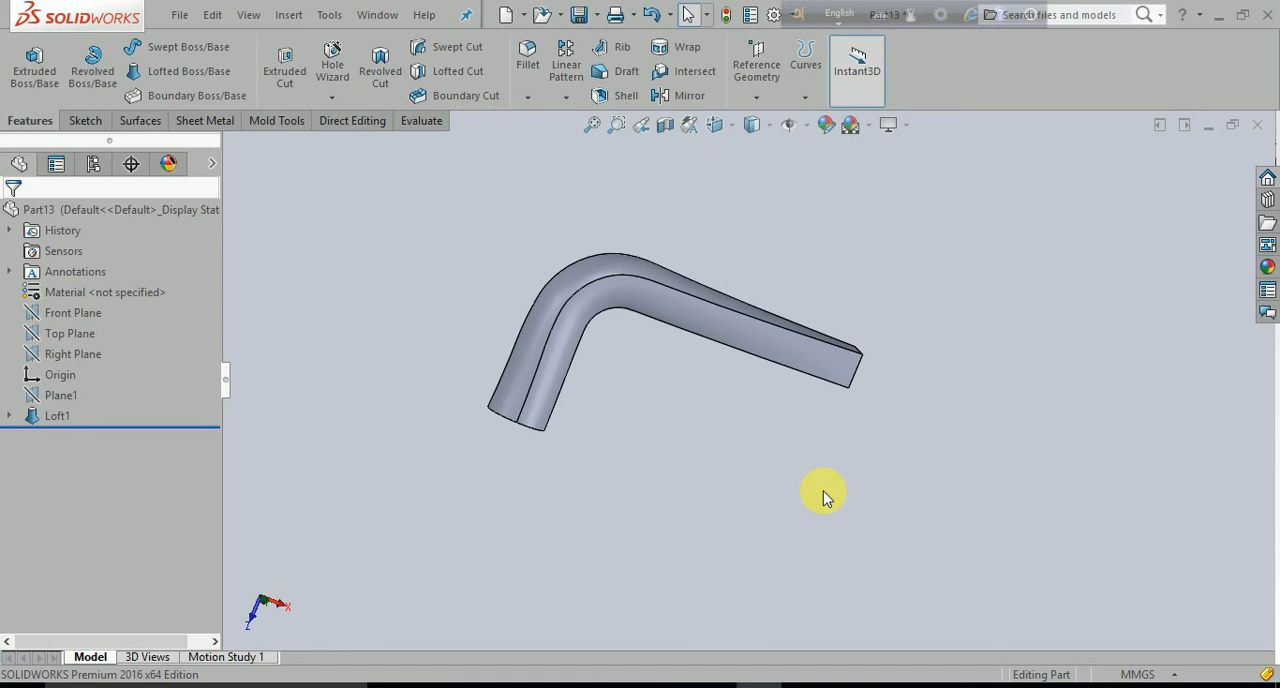 SOLIDWORKS File Edit View Insert Tools Window Help English Part13 * Search files and models ?
Extruded Boss/Base Revolved Boss/Base Swept Boss/Base Lofted Boss/Base Boundary Boss/Base Extruded Cut Hole Wizard Revolved Cut Swept Cut Lofted Cut Boundary Cut Fillet Linear Pattern Rib Draft Shell Wrap Intersect Mirror Reference Geometry Curves Instant3D
Features Sketch Surfaces Sheet Metal Mold Tools Direct Editing Evaluate
Part13 (Default<<Default>_Display Stat
History
Sensors
A Annotations
Material <not specified>
Front Plane
Top Plane
Right Plane
Origin
Plane1
Loft1
X
Z
Model 3D Views Motion Study 1
SOLIDWORKS Premium 2016 x64 Edition Editing Part MMGS